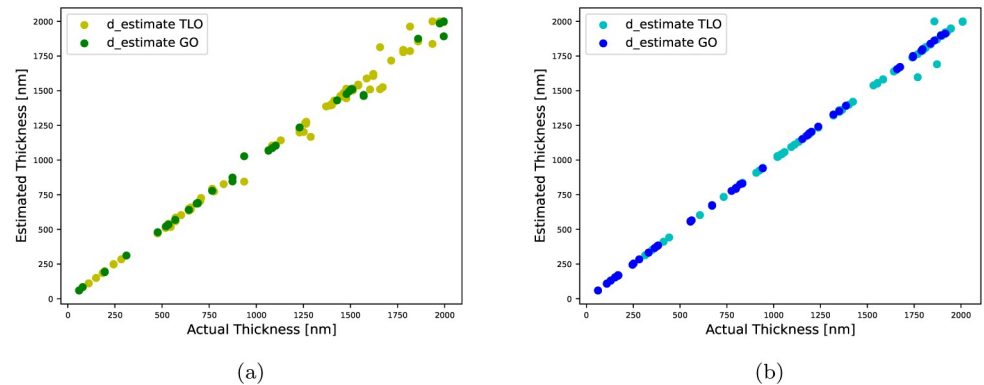 d_estimate TLO
d_estimate GO
Estimated Thickness [nm]
2000
1750
1500
1250
1000
750
500
250
0
0 250 500 750 1000 1250 1500 1750 2000
Actual Thickness [nm]
(a)
d_estimate TLO
d_estimate GO
Estimated Thickness [nm]
2000
1750
1500
1250
1000
750
500
250
0
0 250 500 750 1000 1250 1500 1750 2000
Actual Thickness [nm]
(b)